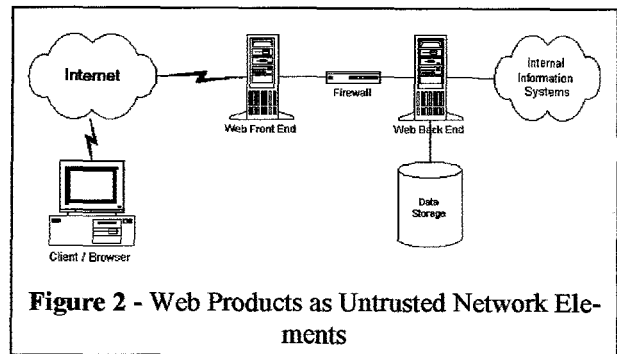 Internet
Internal
Information
Systems
Firewall
Web Front End
Web Back End
Data
Storage
Client / Browser
Figure 2 - Web Products as Untrusted Network Ele-
ments